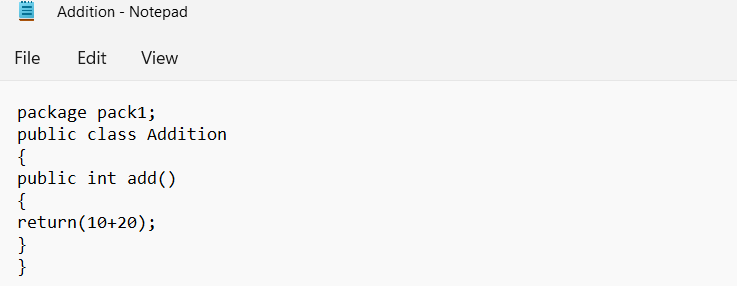 Addition - Notepad
File Edit View
package pack1;
public class Addition
{
public int add()
{
return(10+20);
}
}